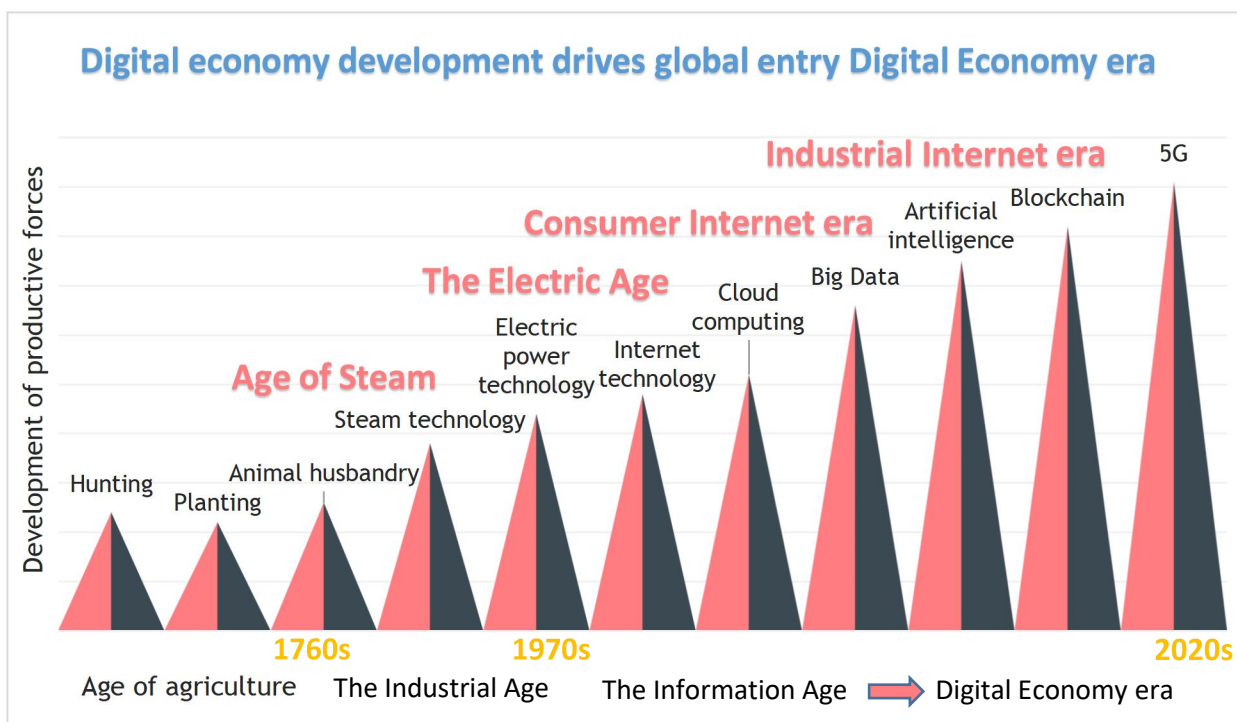 Digital economy development drives global entry Digital Economy era
Development of productive forces
Industrial Internet era
5G
Blockchain
Consumer Internet era
Artificial
intelligence
The Electric Age
Big Data
Cloud
computing
Electric
power
technology
Internet
technology
Age of Steam
Steam technology
Animal husbandry
Hunting
Planting
1760s
1970s
2020s
Age of agriculture
The Industrial Age
The Information Age
Digital Economy era